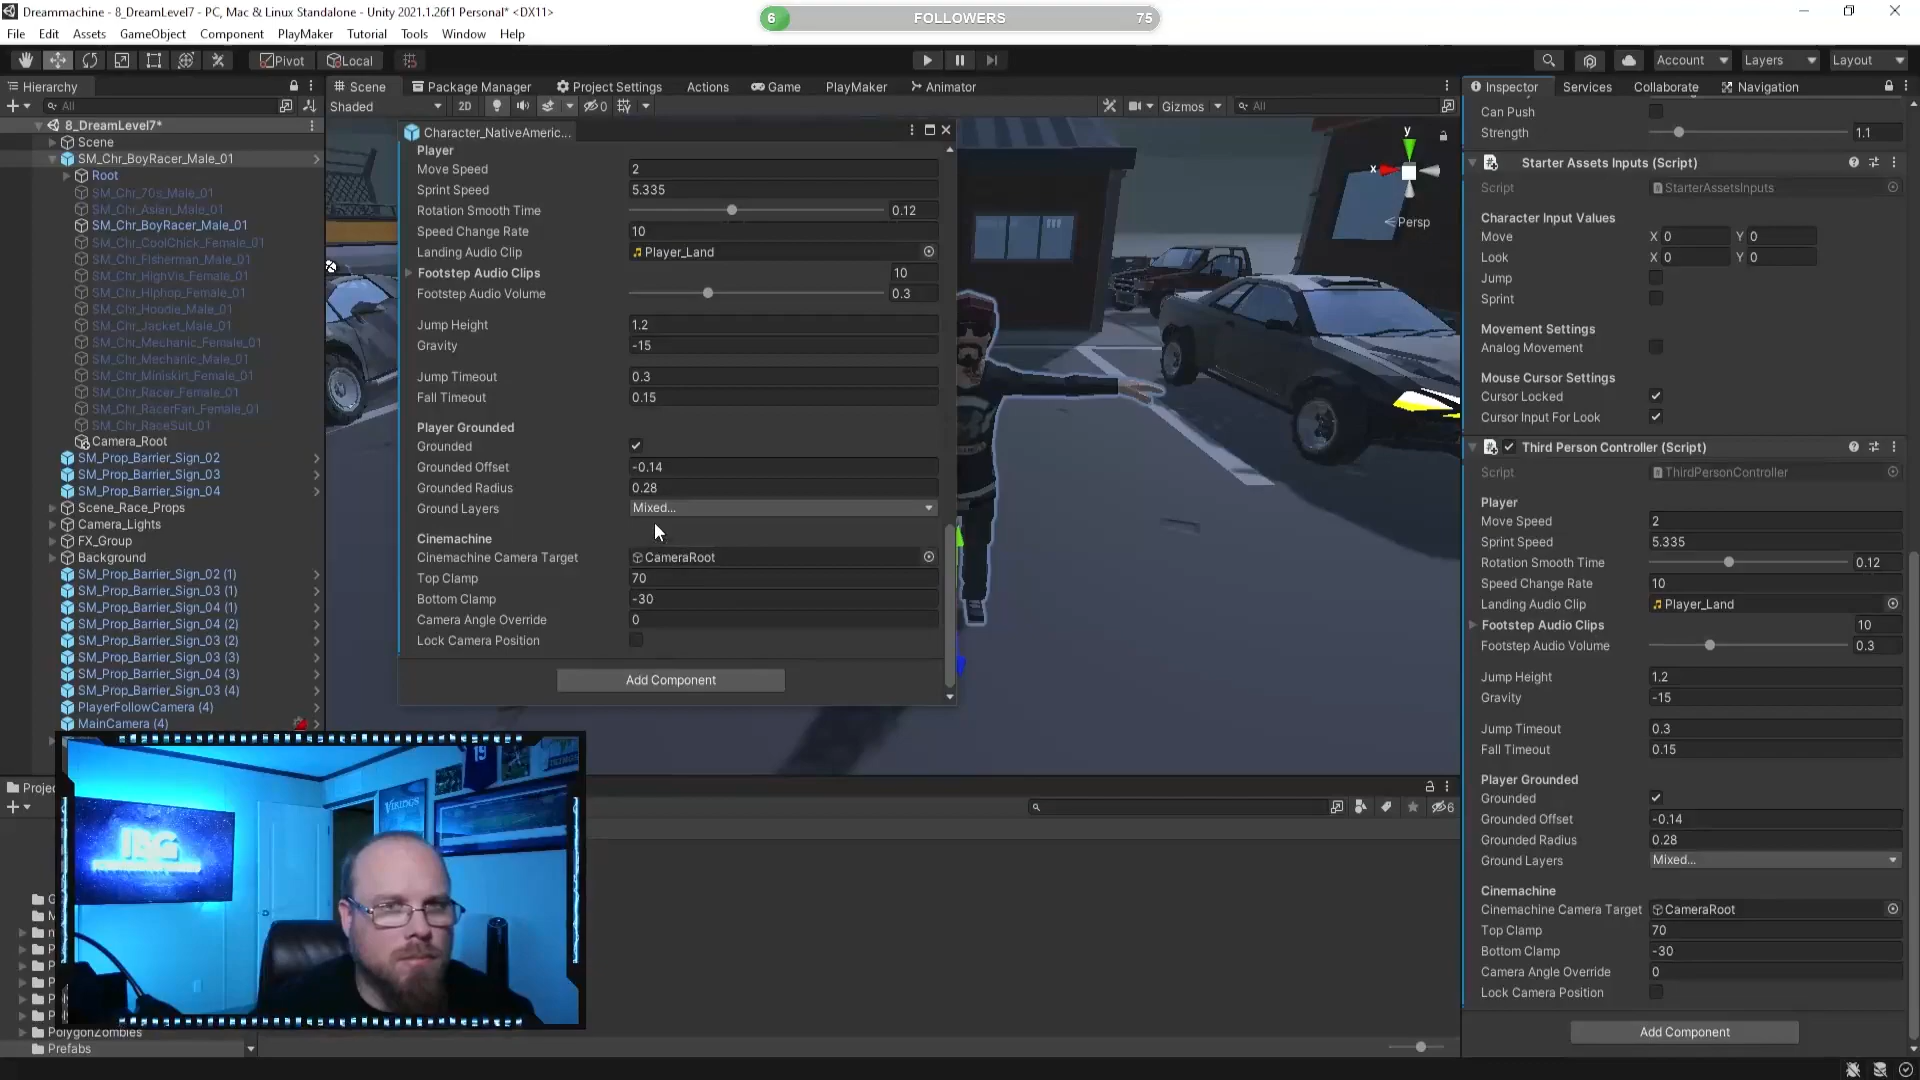 Dreammachine - 8_DreamLevel7 - PC, Mac & Linux Standalone - Unity 2021.1.26f1 Personal* <DX11>
6 FOLLOWERS 75
File Edit Assets GameObject Component PlayMaker Tutorial Tools Window Help
Pivot Local
Account Layers Layout
Hierarchy
All
8_DreamLevel7*
Scene
SM_Chr_BoyRacer_Male_01
Root
SM_Chr_70s_Male_01
SM_Chr_Asian_Male_01
SM_Chr_BoyRacer_Male_01
SM_Chr_CoolChick_Female_01
SM_Chr_Fisherman_Male_01
SM_Chr_HighVis_Female_01
SM_Chr_Hiphop_Female_01
SM_Chr_Hoodie_Male_01
SM_Chr_Jacket_Male_01
SM_Chr_Mechanic_Female_01
SM_Chr_Mechanic_Male_01
SM_Chr_Miniskirt_Female_01
SM_Chr_Racer_Female_01
SM_Chr_RacerFan_Female_01
SM_Chr_RaceSuit_01
Camera_Root
SM_Prop_Barrier_Sign_02
SM_Prop_Barrier_Sign_03
SM_Prop_Barrier_Sign_04
Scene_Race_Props
Camera_Lights
FX_Group
Background
SM_Prop_Barrier_Sign_02 (1)
SM_Prop_Barrier_Sign_03 (1)
SM_Prop_Barrier_Sign_04 (1)
SM_Prop_Barrier_Sign_04 (2)
SM_Prop_Barrier_Sign_03 (2)
SM_Prop_Barrier_Sign_03 (3)
SM_Prop_Barrier_Sign_04 (3)
SM_Prop_Barrier_Sign_03 (4)
PlayerFollowCamera (4)
MainCamera (4)
Scene Package Manager Project Settings Actions Game PlayMaker Animator
Shaded 2D 0 Gizmos All
y
x
Persp
Character_NativeAmeric...
Player
Move Speed 2
Sprint Speed 5.335
Rotation Smooth Time 0.12
Speed Change Rate 10
Landing Audio Clip Player_Land
Footstep Audio Clips 10
Footstep Audio Volume 0.3
Jump Height 1.2
Gravity -15
Jump Timeout 0.3
Fall Timeout 0.15
Player Grounded
Grounded
Grounded Offset -0.14
Grounded Radius 0.28
Ground Layers Mixed...
Cinemachine
Cinemachine Camera Target CameraRoot
Top Clamp 70
Bottom Clamp -30
Camera Angle Override 0
Lock Camera Position
Add Component
Inspector Services Collaborate Navigation
Can Push
Strength 1.1
Starter Assets Inputs (Script)
Script StarterAssetsInputs
Character Input Values
Move X 0 Y 0
Look X 0 Y 0
Jump
Sprint
Movement Settings
Analog Movement
Mouse Cursor Settings
Cursor Locked
Cursor Input For Look
Third Person Controller (Script)
Script ThirdPersonController
Player
Move Speed 2
Sprint Speed 5.335
Rotation Smooth Time 0.12
Speed Change Rate 10
Landing Audio Clip Player_Land
Footstep Audio Clips 10
Footstep Audio Volume 0.3
Jump Height 1.2
Gravity -15
Jump Timeout 0.3
Fall Timeout 0.15
Player Grounded
Grounded
Grounded Offset -0.14
Grounded Radius 0.28
Ground Layers Mixed...
Cinemachine
Cinemachine Camera Target CameraRoot
Top Clamp 70
Bottom Clamp -30
Camera Angle Override 0
Lock Camera Position
Add Component
Projec
6
19
VIKINGS
PolygonZombies
Prefabs